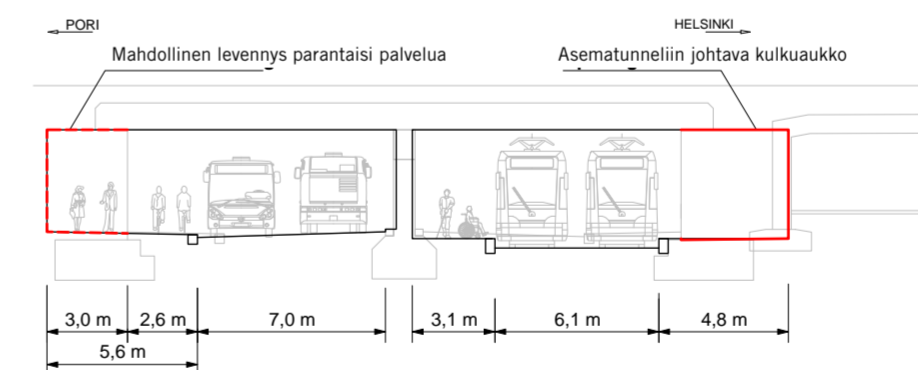 PORI
HELSINKI
Mahdollinen levennys parantaisi palvelua
Asematunneliin johtava kulkuaukko
3,0 m
2,6 m
7,0 m
3,1 m
6,1 m
4,8 m
5,6 m